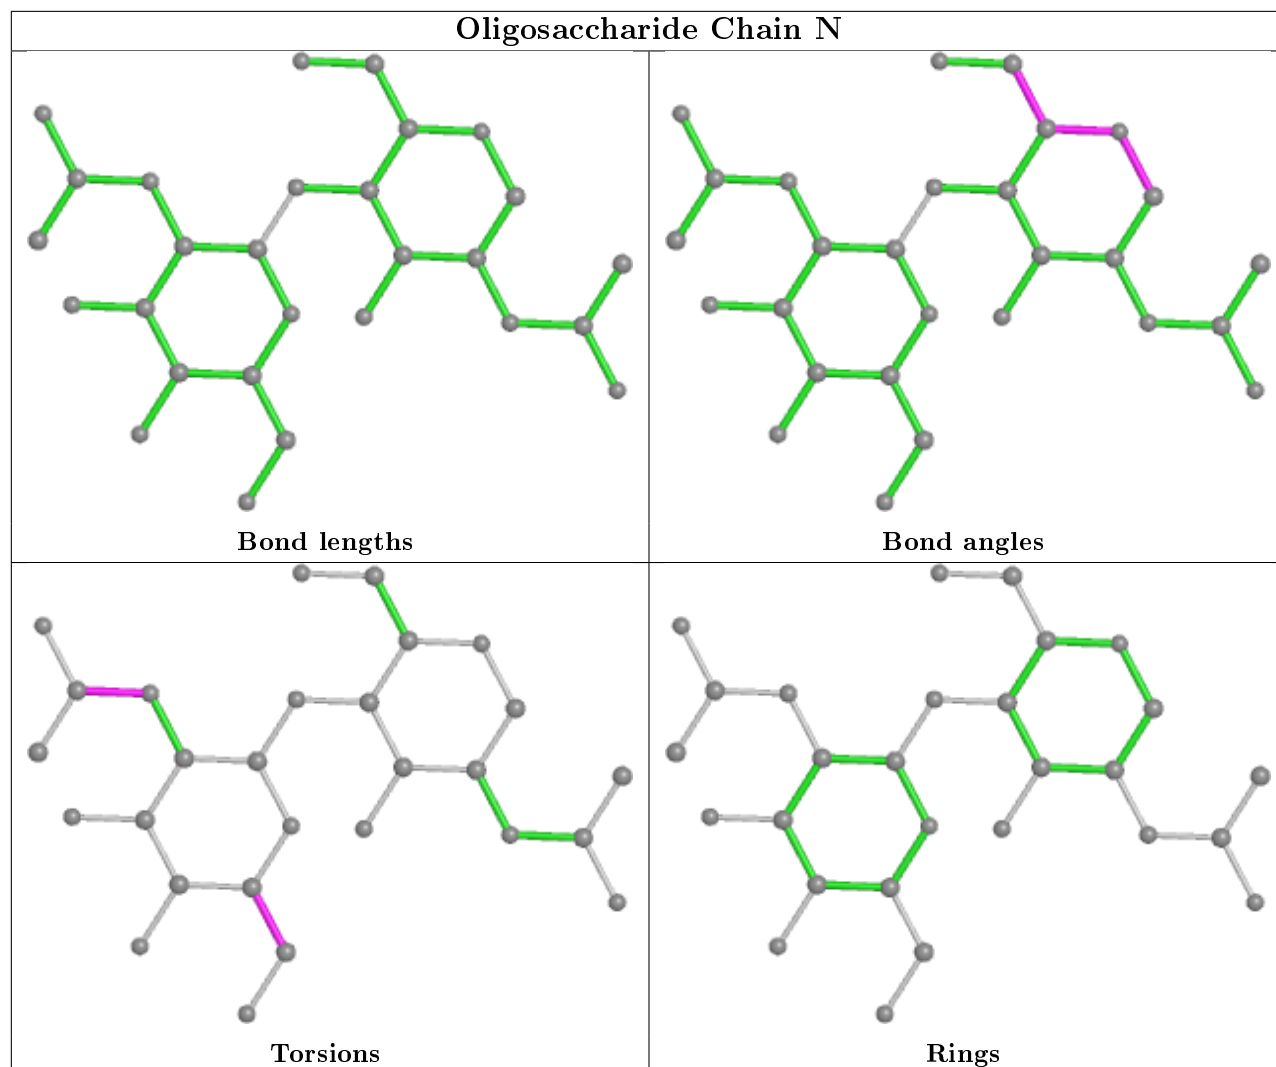 Oligosaccharide Chain N
Bond lengths
Bond angles
Torsions
Rings